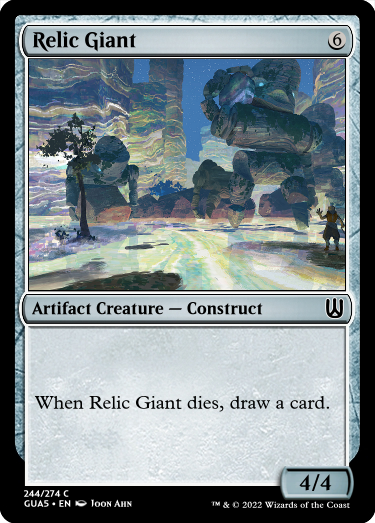 Relic Giant 6
Artifact Creature — Construct
When Relic Giant dies, draw a card.
4/4
244/274 C
GUA5 • EN Joon Ahn
™ & © 2022 Wizards of the Coast